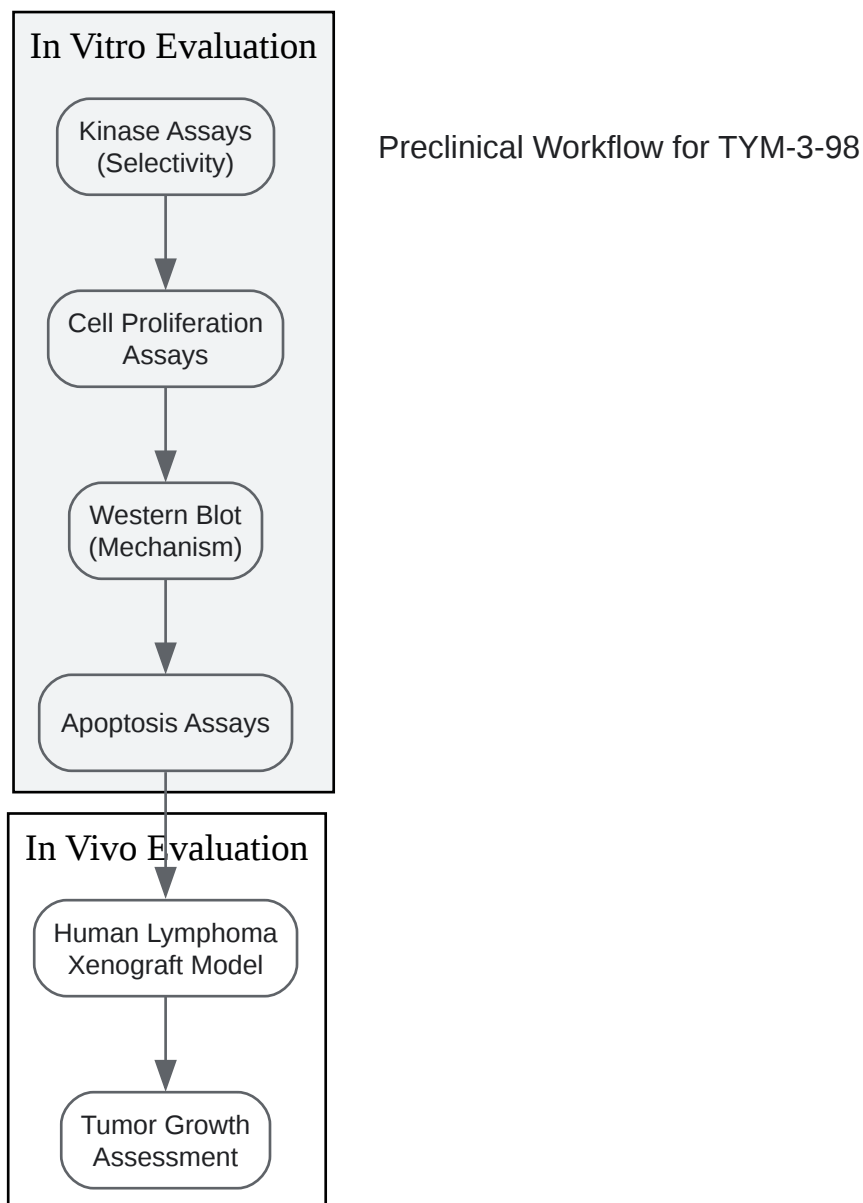 In Vitro Evaluation
Kinase Assays
(Selectivity)
Preclinical Workflow for TYM-3-98
Cell Proliferation
Assays
Western Blot
(Mechanism)
Apoptosis Assays
In Vivo Evaluation
Human Lymphoma
Xenograft Model
Tumor Growth
Assessment